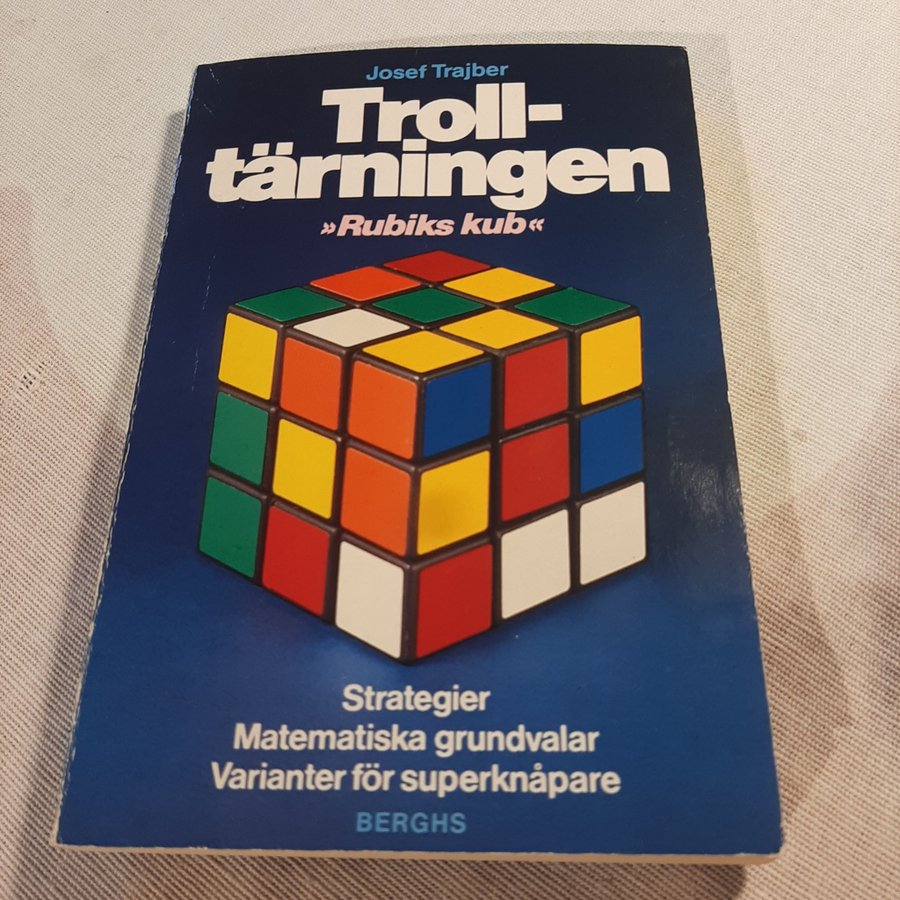 Josef Trajber
Troll-
tärningen
»Rubiks kub«
Strategier
Matematiska grundvalar
Varianter för superknåpare
BERGHS